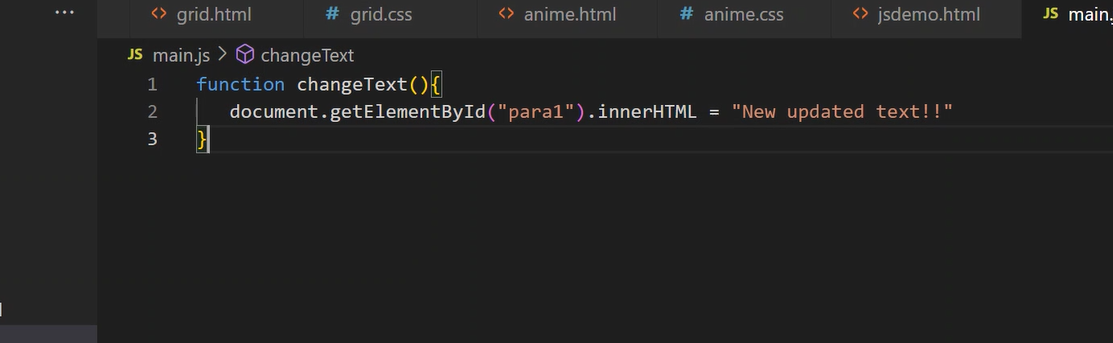 ... <> grid.html # grid.css <> anime.html # anime.css <> jsdemo.html JS main.
JS main.js > changeText
1 function changeText(){
2 document.getElementById("para1").innerHTML = "New updated text!!"
3 }